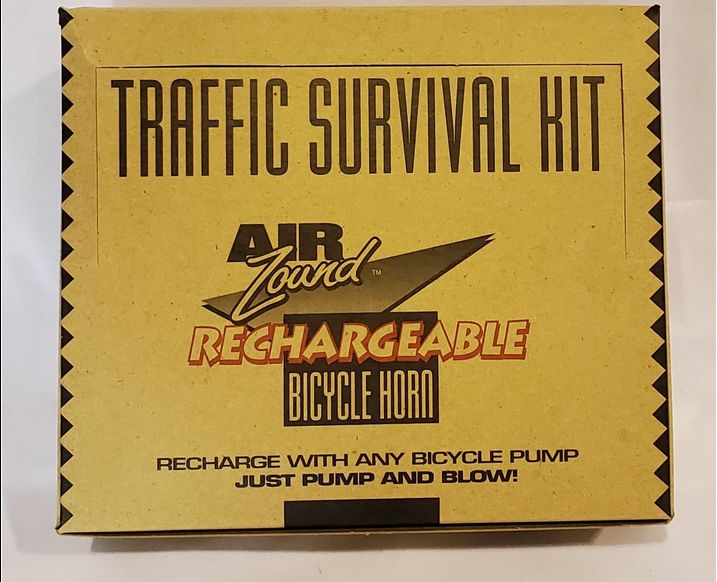 TRAFFIC SURVIVAL KIT
AIR
Zound™
RECHARGEABLE
BICYCLE HORN
RECHARGE WITH ANY BICYCLE PUMP
JUST PUMP AND BLOW!